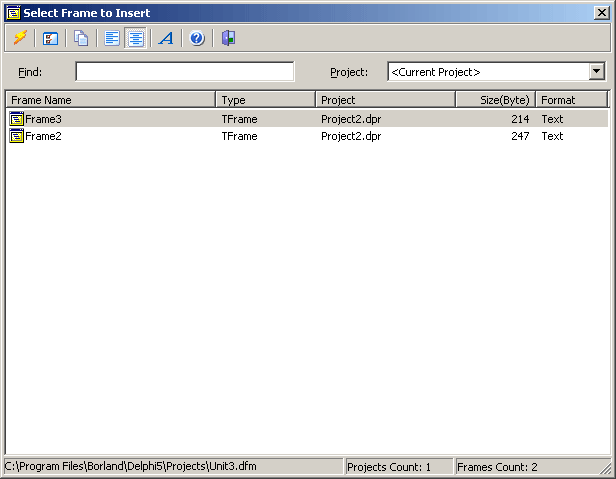 Select Frame to Insert
Find: Project: <Current Project>
Frame Name Type Project Size(Byte) Format
Frame3 TFrame Project2.dpr 214 Text
Frame2 TFrame Project2.dpr 247 Text
C:\Program Files\Borland\Delphi5\Projects\Unit3.dfm Projects Count: 1 Frames Count: 2